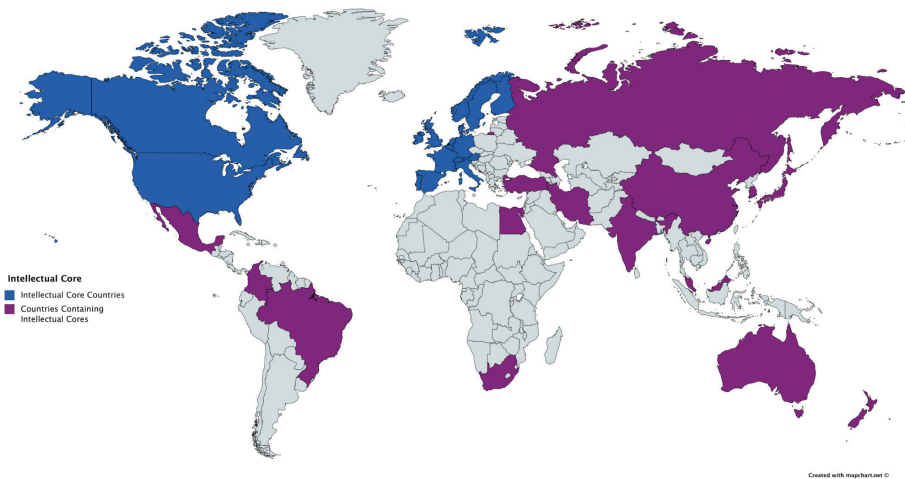 Intellectual Core
Intellectual Core Countries
Countries Containing
Intellectual Cores
Created with mapchart.net ©